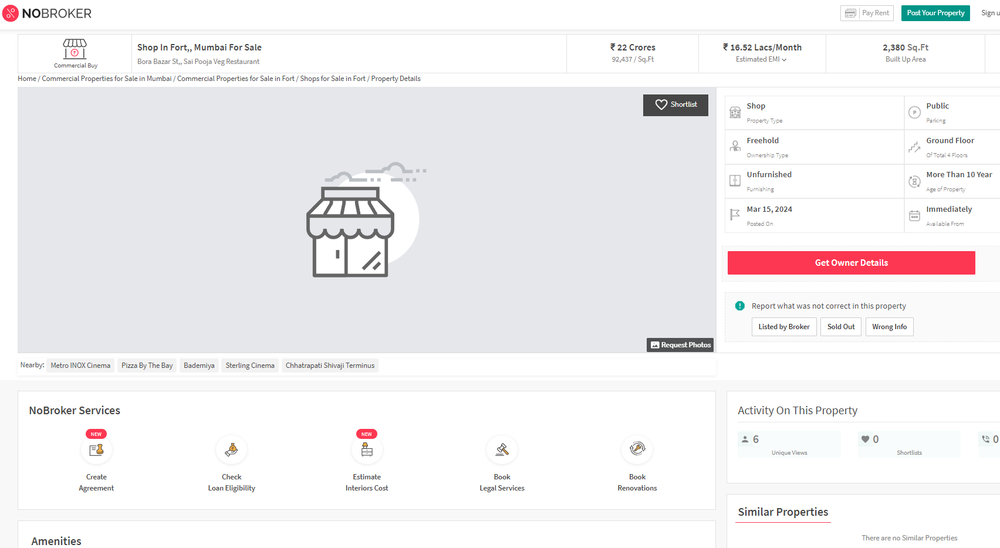 NOBROKER
Pay Rent
Post Your Property
Sign u
Commercial Buy
Shop In Fort,, Mumbai For Sale
Bora Bazar St,, Sai Pooja Veg Restaurant
₹ 22 Crores
92,437 / Sq.Ft
₹ 16.52 Lacs/Month
Estimated EMI
2,380 Sq.Ft
Built Up Area
Home / Commercial Properties for Sale in Mumbai / Commercial Properties for Sale in Fort / Shops for Sale in Fort / Property Details
Shortlist
Request Photos
Shop
Property Type
Public
Parking
Freehold
Ownership Type
Ground Floor
Of Total 4 Floors
Unfurnished
Furnishing
More Than 10 Year
Age of Property
Mar 15, 2024
Posted On
Immediately
Available From
Get Owner Details
Report what was not correct in this property
Listed by Broker
Sold Out
Wrong Info
Nearby: Metro INOX Cinema Pizza By The Bay Bademiya Sterling Cinema Chhatrapati Shivaji Terminus
NoBroker Services
NEW
Create
Agreement
Check
Loan Eligibility
NEW
Estimate
Interiors Cost
Book
Legal Services
Book
Renovations
Activity On This Property
6
Unique Views
0
Shortlists
0
Amenities
Similar Properties
There are no Similar Properties